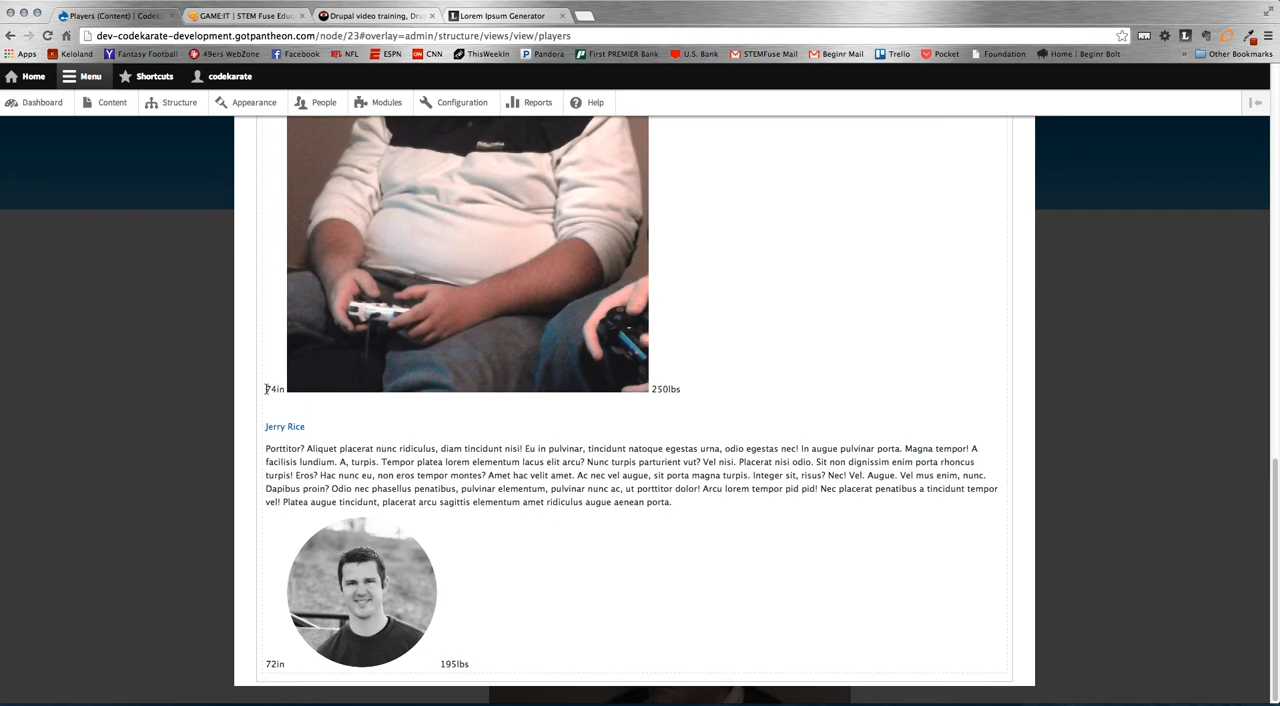 Players (Content) | Codek
GAME:IT | STEM Fuse Educ
Drupal video training, Dru
Lorem Ipsum Generator
dev-codekarate-development.gotpantheon.com/node/23#overlay=admin/structure/views/view/players
Apps Keloland Fantasy Football 49ers WebZone Facebook NFL ESPN CNN ThisWeekIn Pandora First PREMIER Bank U.S. Bank STEMFuse Mail Beginr Mail Trello Pocket Foundation Home | Beginr Bolt » Other Bookmarks
Home Menu Shortcuts codekarate
Dashboard Content Structure Appearance People Modules Configuration Reports Help
74in 250lbs
Jerry Rice
Porttitor? Aliquet placerat nunc ridiculus, diam tincidunt nisi! Eu in pulvinar, tincidunt natoque egestas urna, odio egestas nec! In augue pulvinar porta. Magna tempor! A
facilisis lundium. A, turpis. Tempor platea lorem elementum lacus elit arcu? Nunc turpis parturient vut? Vel nisi. Placerat nisi odio. Sit non dignissim enim porta rhoncus
turpis! Eros? Hac nunc eu, non eros tempor montes? Amet hac velit amet. Ac nec vel augue, sit porta magna turpis. Integer sit, risus? Nec! Vel. Augue. Vel mus enim, nunc.
Dapibus proin? Odio nec phasellus penatibus, pulvinar elementum, pulvinar nunc ac, ut porttitor dolor! Arcu lorem tempor pid pid! Nec placerat penatibus a tincidunt tempor
vel! Platea augue tincidunt, placerat arcu sagittis elementum amet ridiculus augue aenean porta.
72in 195lbs